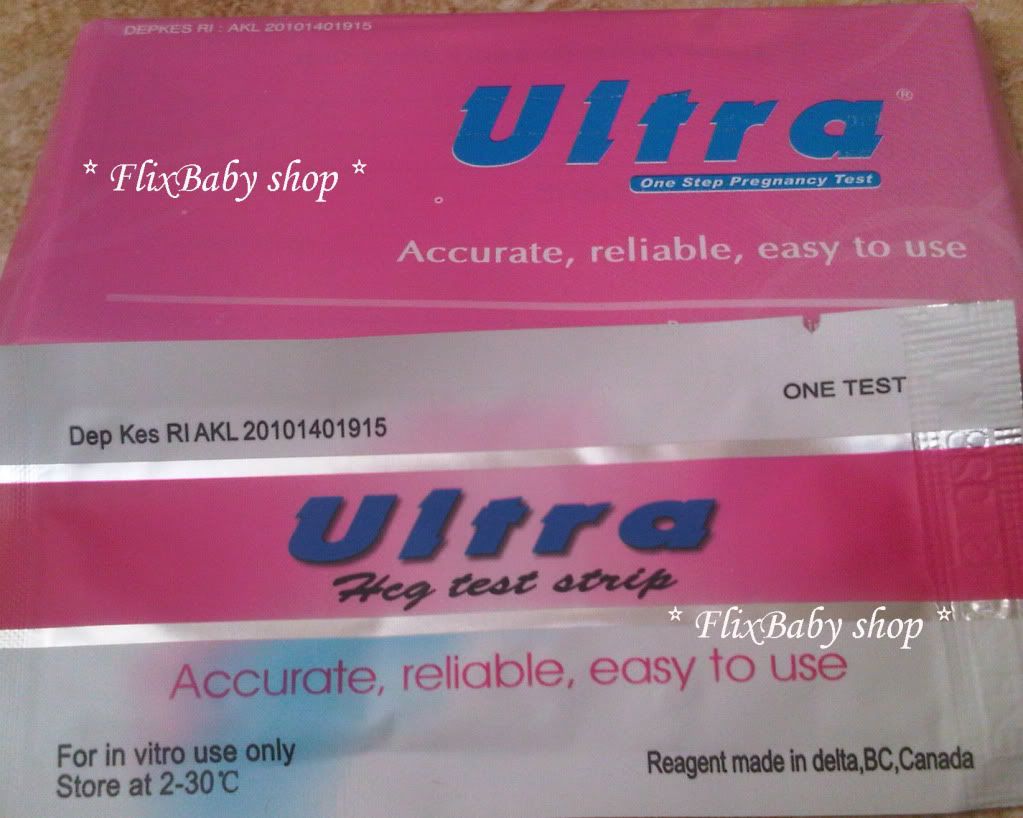 DEPKES RI : AKL 20101401915
Ultra®
One Step Pregnancy Test
* FlixBaby shop *
Accurate, reliable, easy to use
ONE TEST
Dep Kes RI AKL 20101401915
Ultra
Hcg test strip
* FlixBaby shop *
Accurate, reliable, easy to use
For in vitro use only
Store at 2-30℃
Reagent made in delta,BC,Canada